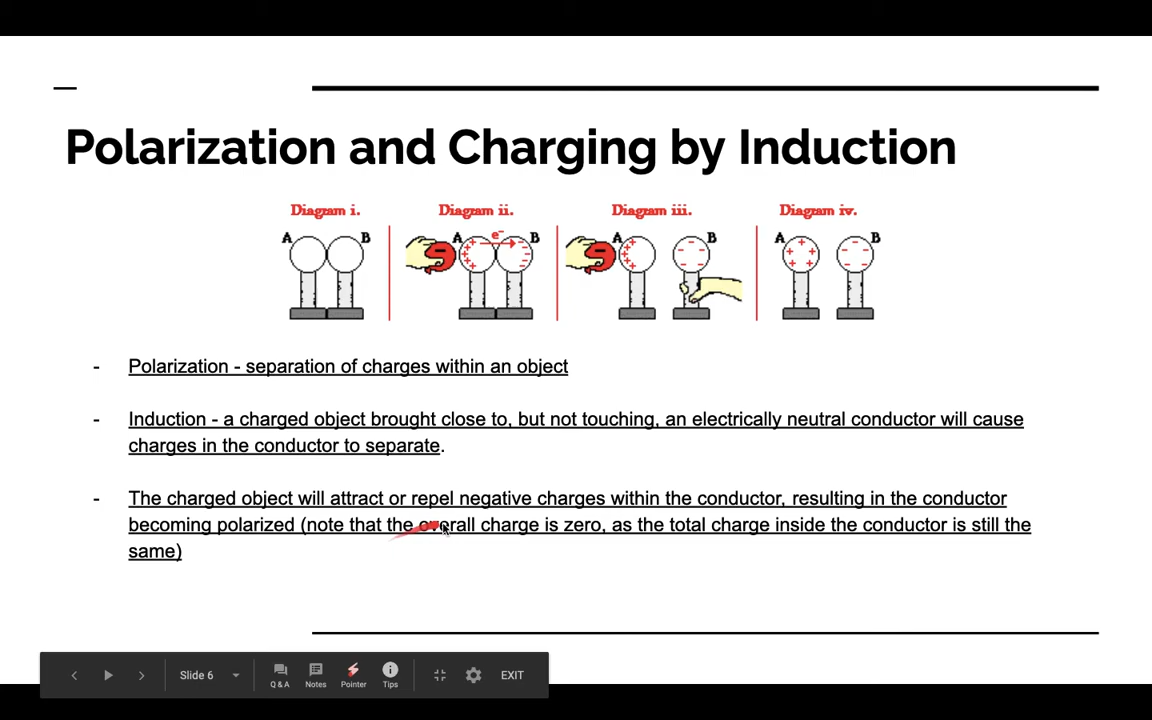 Polarization and Charging by Induction
Diagram i.
Diagram ii.
Diagram iii.
Diagram iv.
A B
A e⁻ B
A B
A B
- Polarization - separation of charges within an object
- Induction - a charged object brought close to, but not touching, an electrically neutral conductor will cause
charges in the conductor to separate.
- The charged object will attract or repel negative charges within the conductor, resulting in the conductor
becoming polarized (note that the overall charge is zero, as the total charge inside the conductor is still the
same)
Slide 6
Q & A
Notes
Pointer
Tips
EXIT